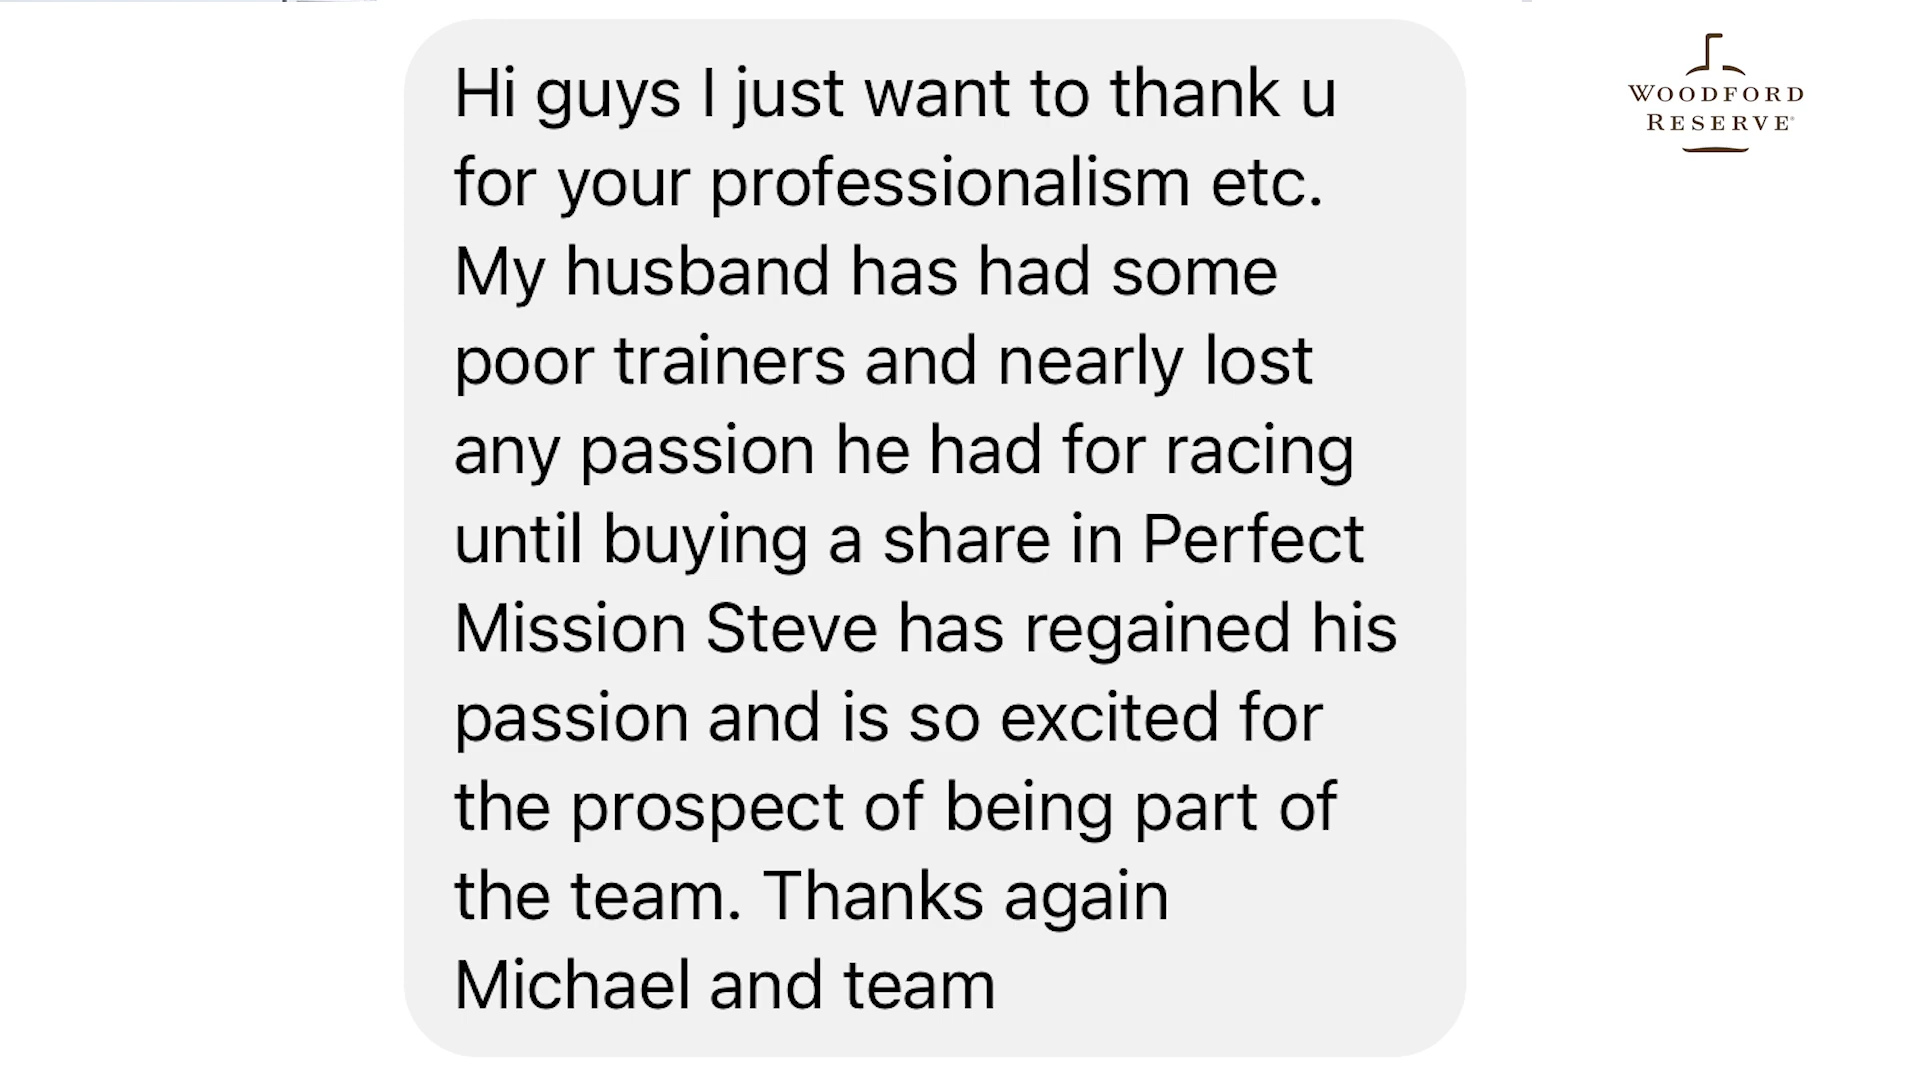 Hi guys I just want to thank u
for your professionalism etc.
My husband has had some
poor trainers and nearly lost
any passion he had for racing
until buying a share in Perfect
Mission Steve has regained his
passion and is so excited for
the prospect of being part of
the team. Thanks again
Michael and team
WOODFORD
RESERVE®